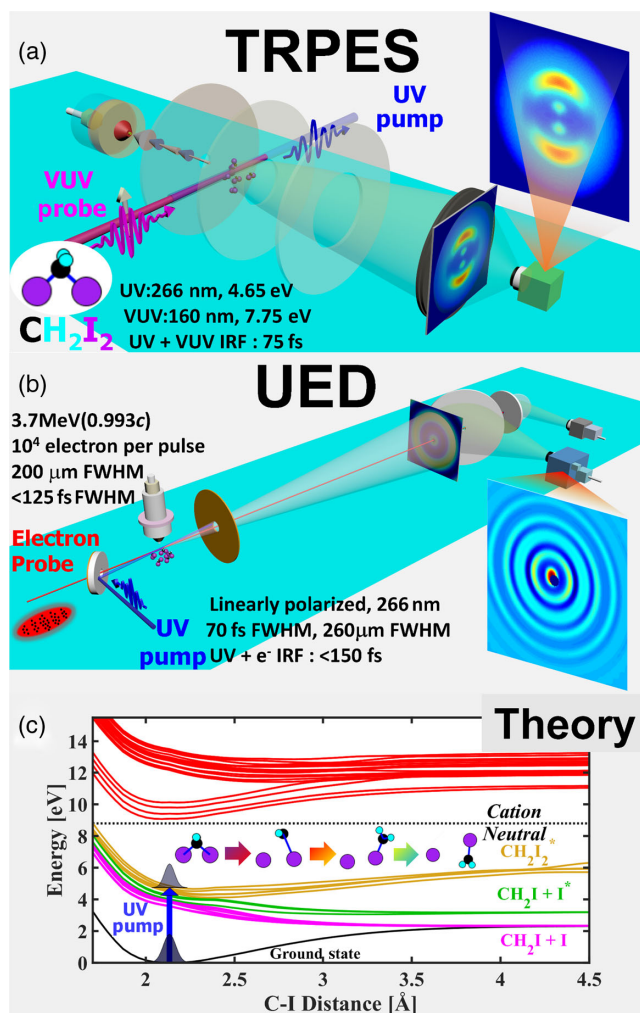 (a)
TRPES
UV
pump
VUV
probe
UV:266 nm, 4.65 eV
VUV:160 nm, 7.75 eV
UV + VUV IRF : 75 fs
CH₂I₂
(b)
UED
3.7MeV(0.993c)
10⁴ electron per pulse
200 μm FWHM
<125 fs FWHM
Electron
Probe
UV
pump
Linearly polarized, 266 nm
70 fs FWHM, 260μm FWHM
UV + e⁻ IRF : <150 fs
(c)
Theory
14
12
10
8
6
4
2
0
Energy [eV]
Cation
Neutral
CH₂I₂*
CH₂I + I*
CH₂I + I
UV
pump
Ground state
2
2.5
3
3.5
4
4.5
C-I Distance [Å]